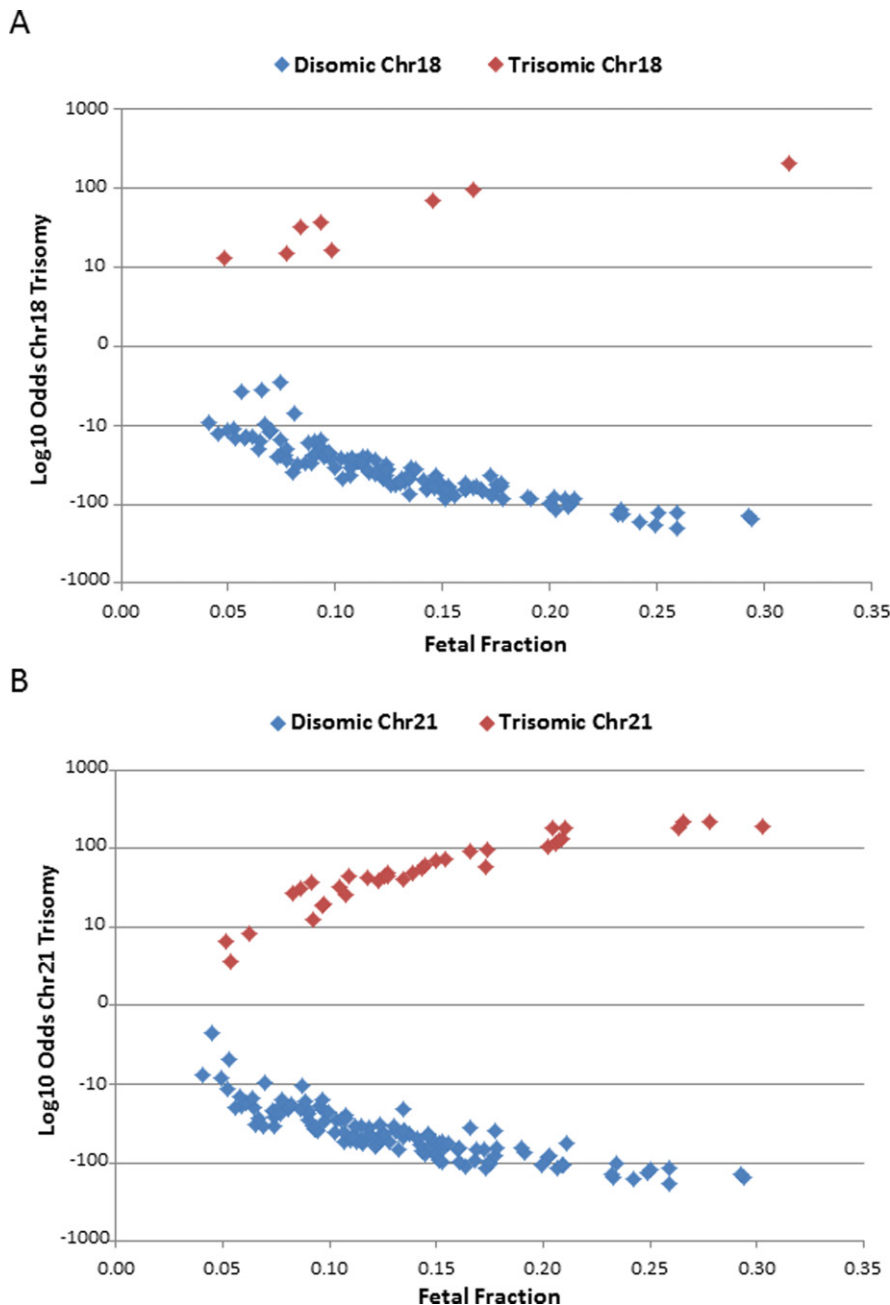 A
Disomic Chr18 Trisomic Chr18
1000
100
10
0
-10
-100
-1000
Log10 Odds Chr18 Trisomy
0.00 0.05 0.10 0.15 0.20 0.25 0.30 0.35
Fetal Fraction
B
Disomic Chr21 Trisomic Chr21
1000
100
10
0
-10
-100
-1000
Log10 Odds Chr21 Trisomy
0.00 0.05 0.10 0.15 0.20 0.25 0.30 0.35
Fetal Fraction